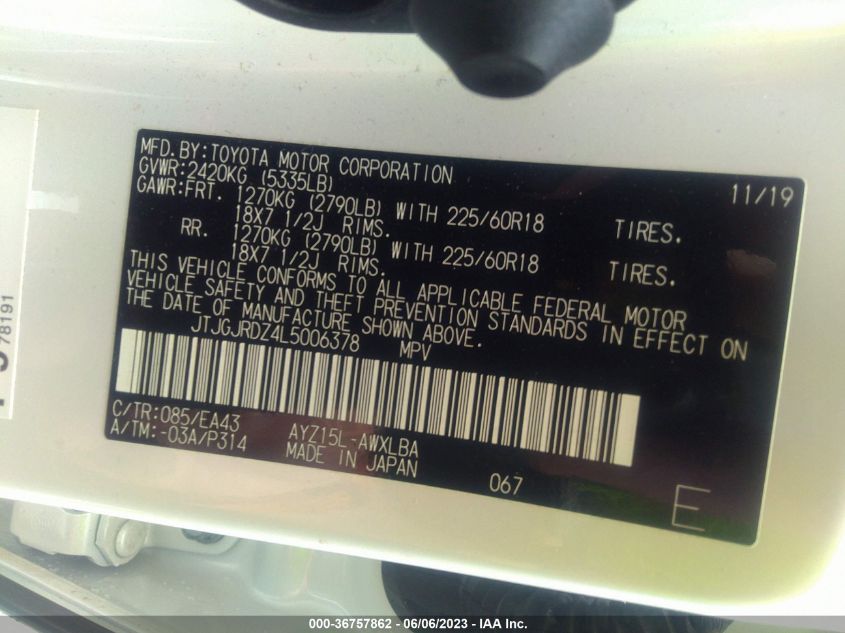 MFD.BY:TOYOTA MOTOR CORPORATION 11/19
GVWR:2420KG (5335LB)
GAWR:FRT. 1270KG (2790LB) WITH 225/60R18 TIRES.
18X7 1/2J RIMS.
RR. 1270KG (2790LB) WITH 225/60R18 TIRES.
18X7 1/2J RIMS.
THIS VEHICLE CONFORMS TO ALL APPLICABLE FEDERAL MOTOR
VEHICLE SAFETY AND THEFT PREVENTION STANDARDS IN EFFECT ON
THE DATE OF MANUFACTURE SHOWN ABOVE.
JTJGJRDZ4L5006378 MPV
C/TR:085/EA43 AYZ15L-AWXLBA
A/TM:-03A/P314 MADE IN JAPAN 067 E
78191
000-36757862 - 06/06/2023 - IAA Inc.